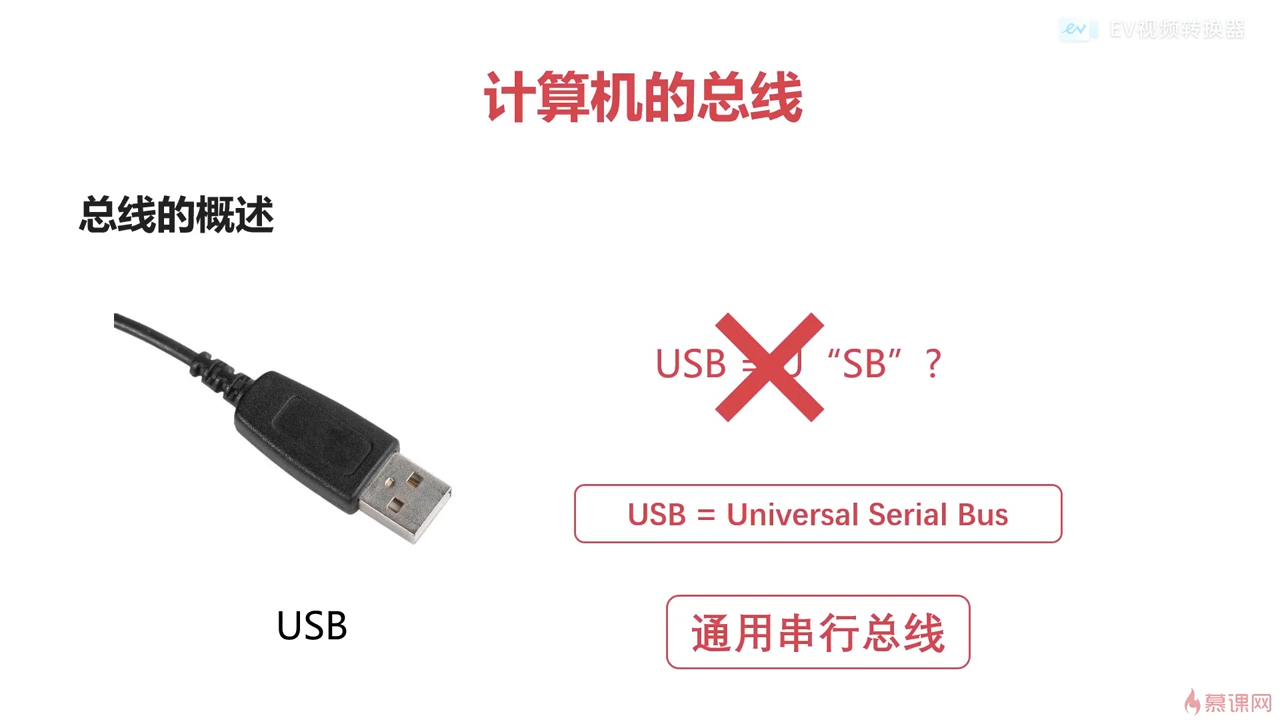 EV视频转换器
计算机的总线
总线的概述
USB = U “SB” ?
USB = Universal Serial Bus
USB
通用串行总线
慕课网